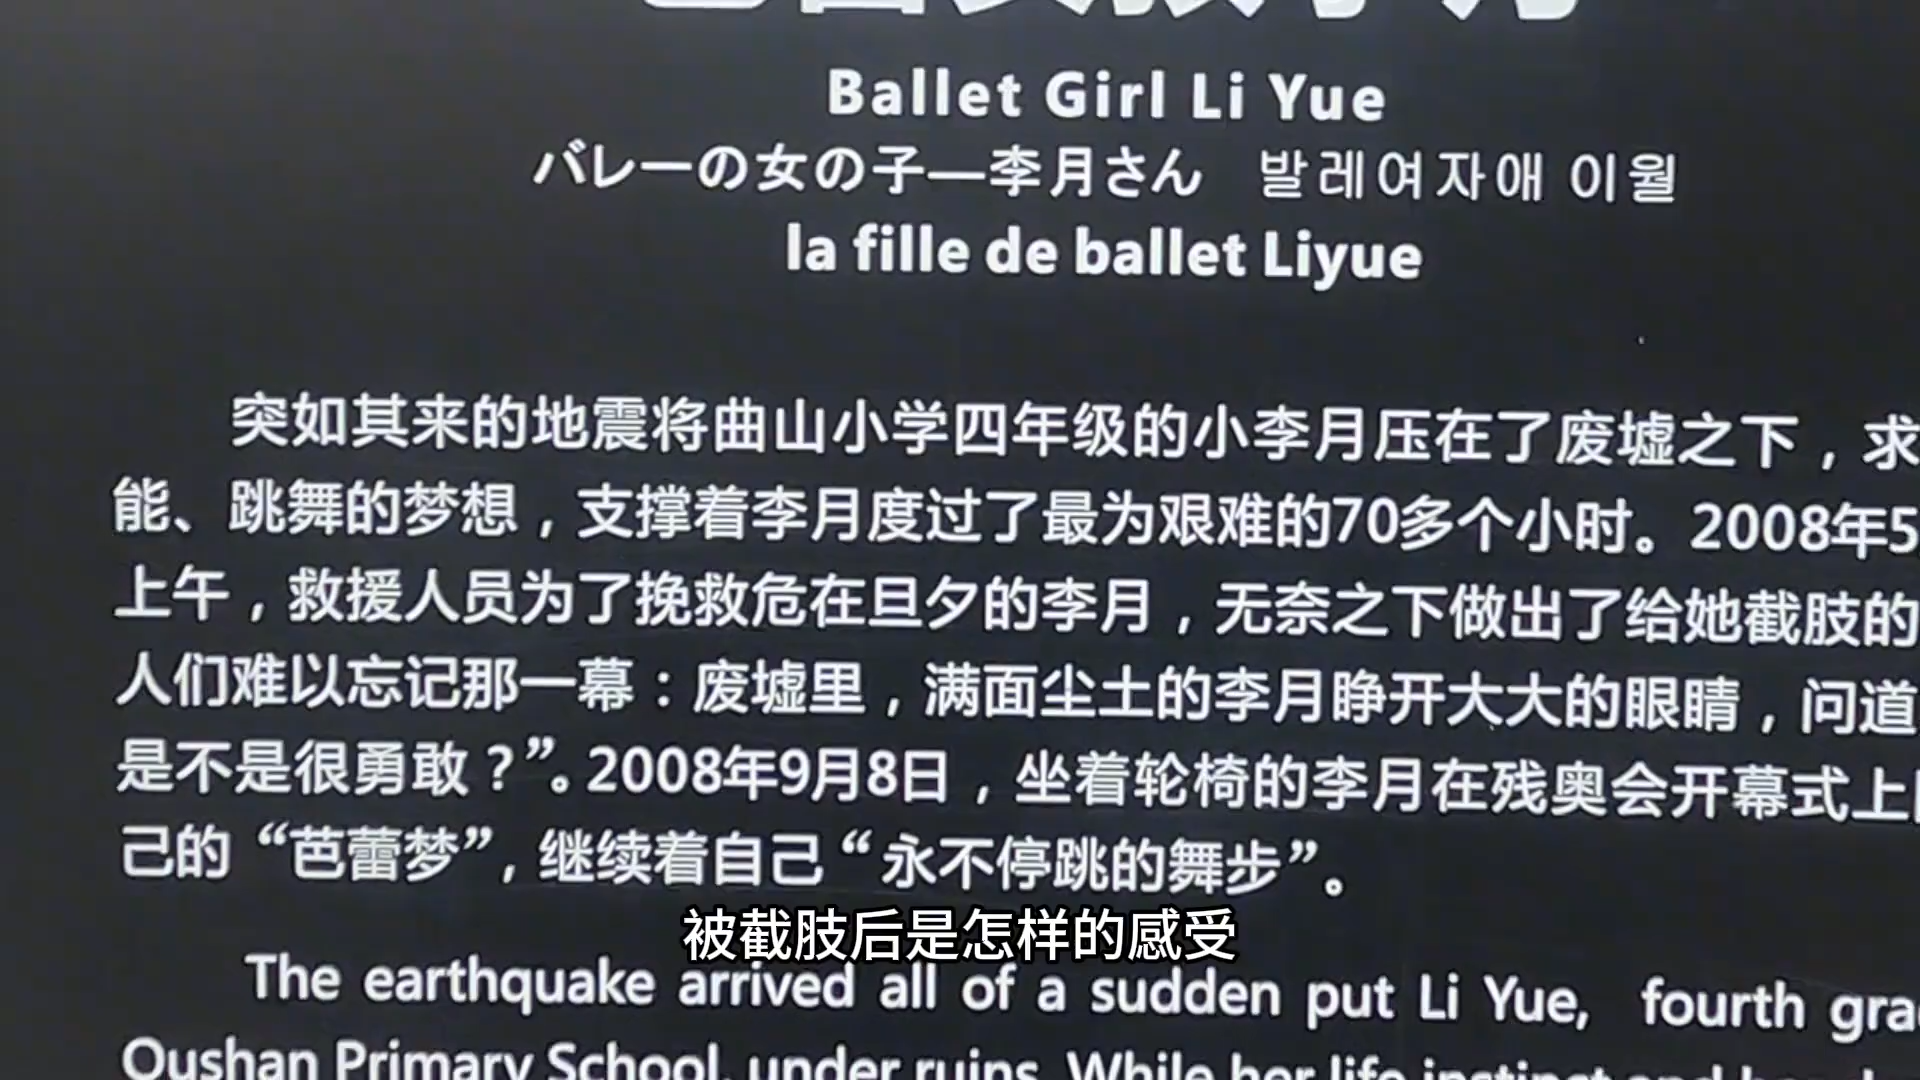 Ballet Girl Li Yue
バレーの女の子—李月さん 발레여자애 이월
la fille de ballet Liyue
突如其来的地震将曲山小学四年级的小李月压在了废墟之下，求
能、跳舞的梦想，支撑着李月度过了最为艰难的70多个小时。2008年5
上午，救援人员为了挽救危在旦夕的李月，无奈之下做出了给她截肢的
人们难以忘记那一幕：废墟里，满面尘土的李月睁开大大的眼睛，问道
是不是很勇敢？”。2008年9月8日，坐着轮椅的李月在残奥会开幕式上
己的“芭蕾梦”，继续着自己“永不停跳的舞步”。
被截肢后是怎样的感受
The earthquake arrived all of a sudden put Li Yue, fourth gra
Qushan Primary School, under ruins. While her life instinct and